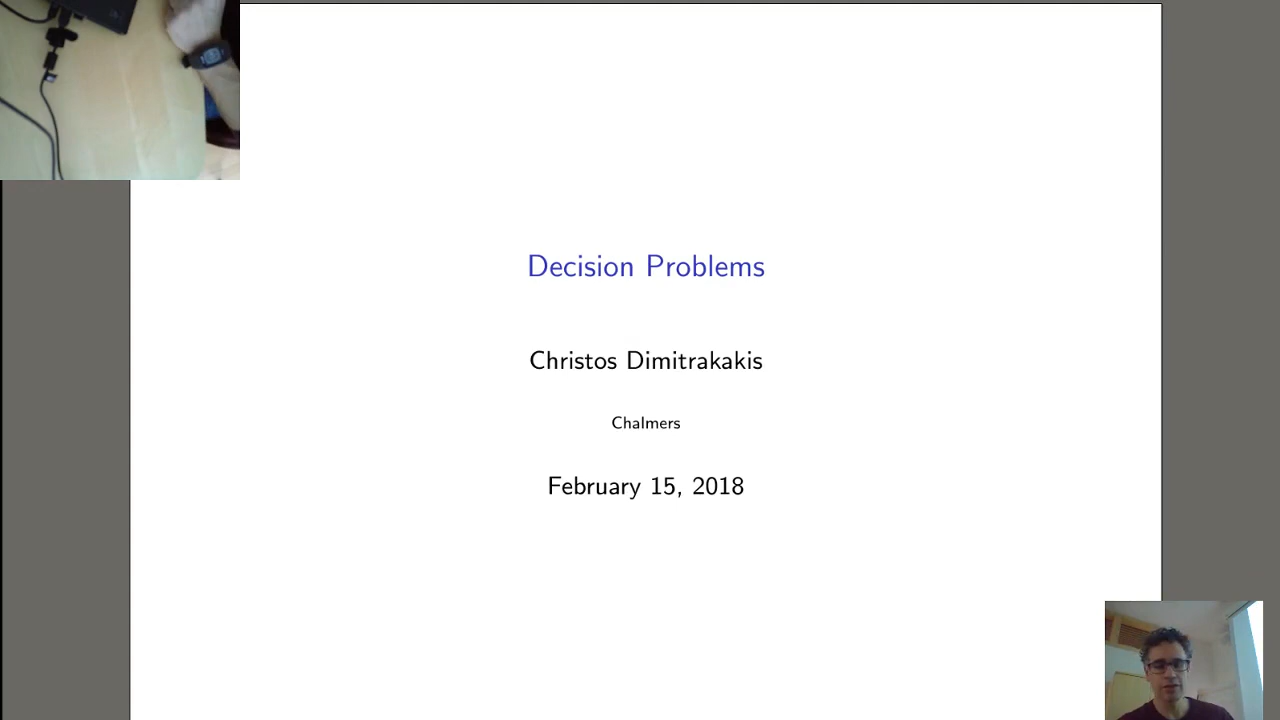 Decision Problems
Christos Dimitrakakis
Chalmers
February 15, 2018